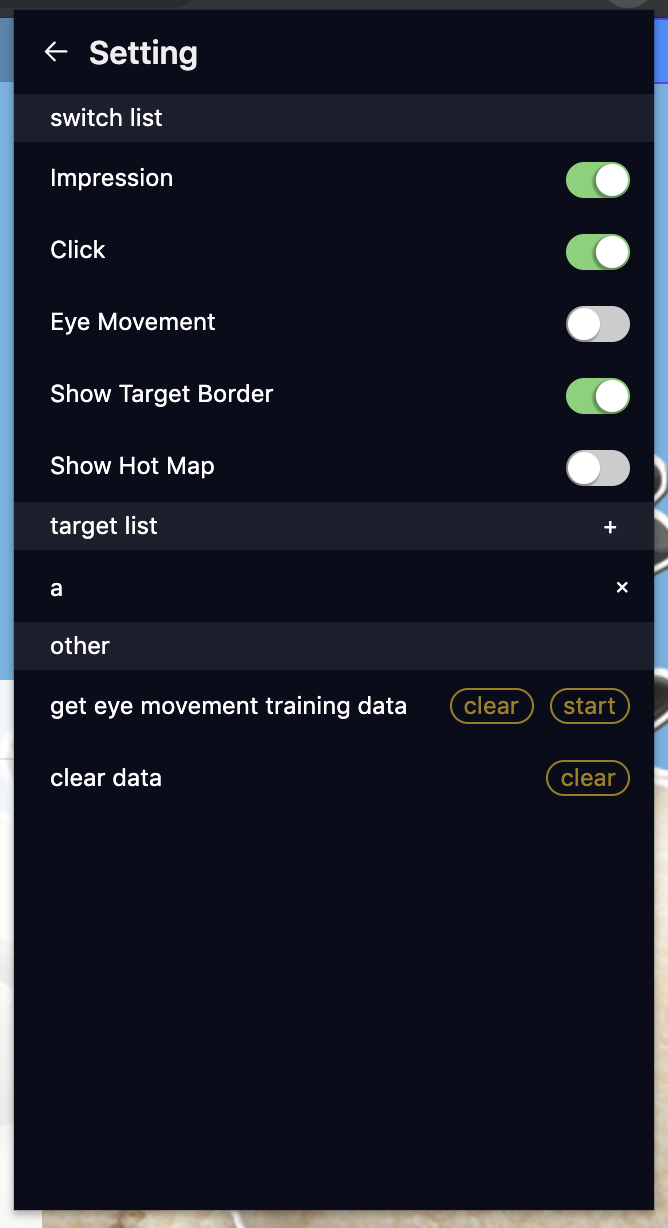 Setting
switch list
Impression
Click
Eye Movement
Show Target Border
Show Hot Map
target list +
a ×
other
get eye movement training data clear start
clear data clear